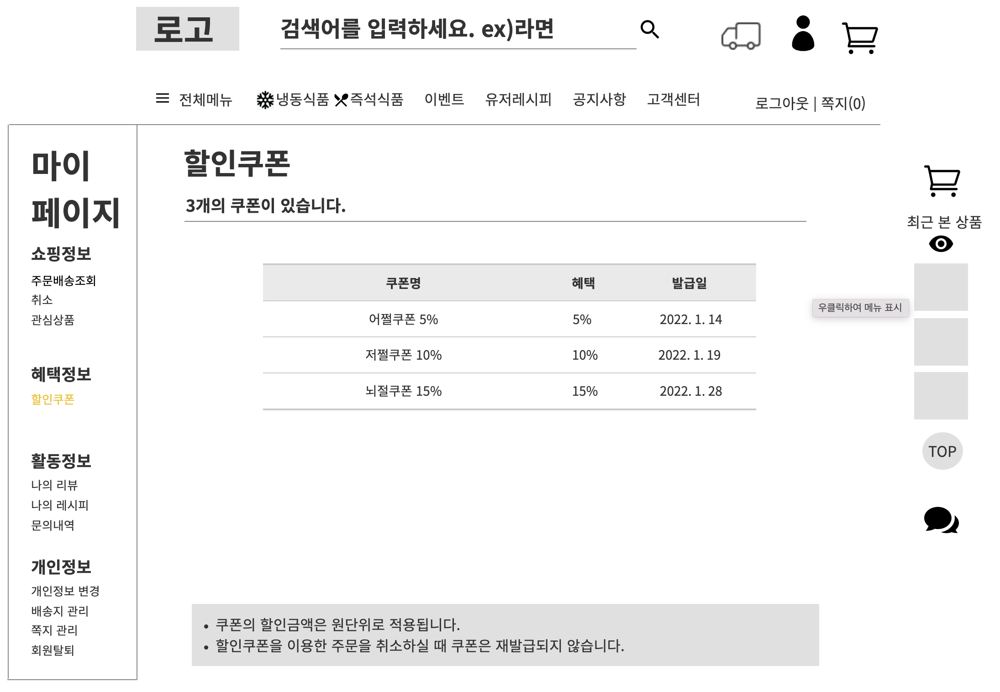 로고
검색어를 입력하세요. ex)라면
전체메뉴 냉동식품 즉석식품 이벤트 유저레시피 공지사항 고객센터 로그아웃 | 쪽지(0)
마이
페이지
쇼핑정보
주문배송조회
취소
관심상품
혜택정보
할인쿠폰
활동정보
나의 리뷰
나의 레시피
문의내역
개인정보
개인정보 변경
배송지 관리
쪽지 관리
회원탈퇴
할인쿠폰
3개의 쿠폰이 있습니다.
쿠폰명 혜택 발급일
어쩔쿠폰 5% 5% 2022. 1. 14
저쩔쿠폰 10% 10% 2022. 1. 19
뇌절쿠폰 15% 15% 2022. 1. 28
• 쿠폰의 할인금액은 원단위로 적용됩니다.
• 할인쿠폰을 이용한 주문을 취소하실 때 쿠폰은 재발급되지 않습니다.
최근 본 상품
우클릭하여 메뉴 표시
TOP